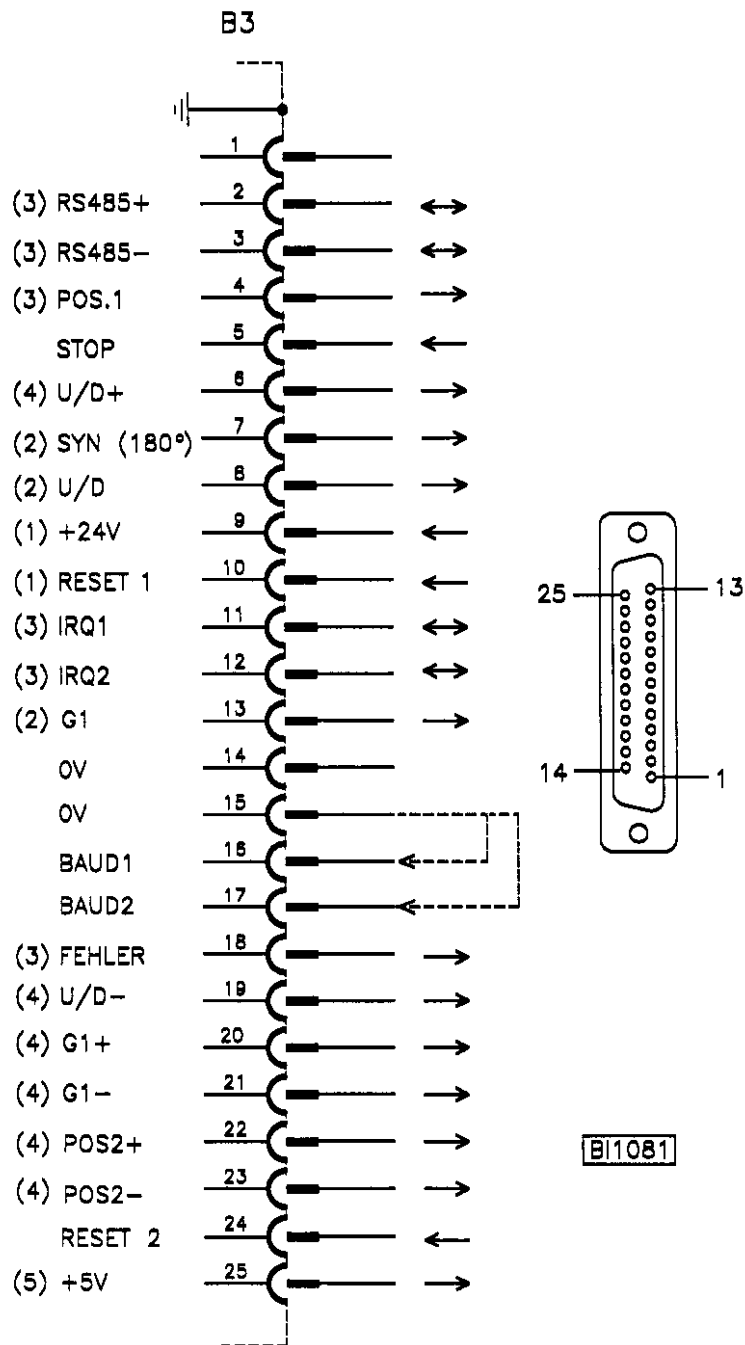 B3
1
(3) RS485+ 2
(3) RS485− 3
(3) POS.1 4
STOP 5
(4) U/D+ 6
(2) SYN (180°) 7
(2) U/D 8
(1) +24V 9
(1) RESET 1 10
(3) IRQ1 11
(3) IRQ2 12
(2) G1 13
0V 14
0V 15
BAUD1 16
BAUD2 17
(3) FEHLER 18
(4) U/D− 19
(4) G1+ 20
(4) G1− 21
(4) POS2+ 22
(4) POS2− 23
RESET 2 24
(5) +5V 25
25 13
14 1
BI1081